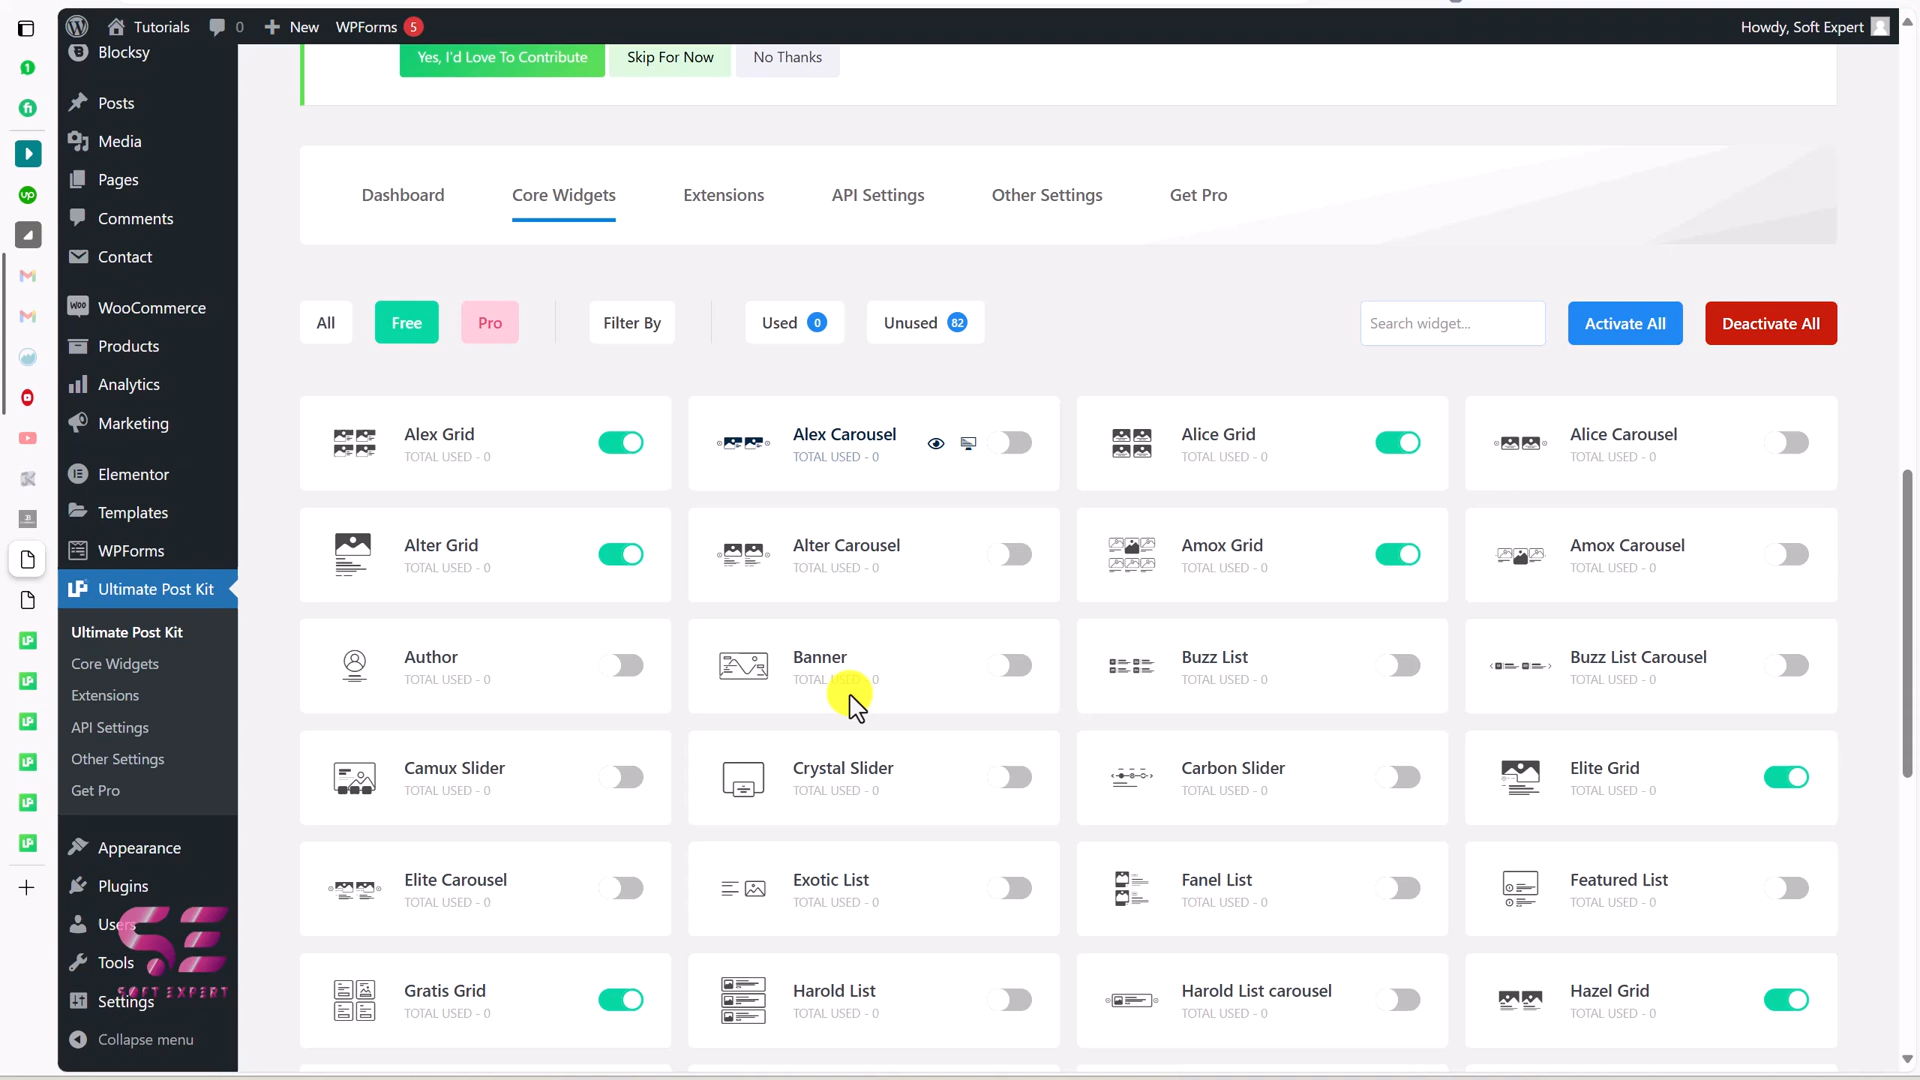 Tutorials
0
New
WPForms 5
Howdy, Soft Expert
Blocksy
Posts
Media
Pages
Comments
Contact
WooCommerce
Products
Analytics
Marketing
Elementor
Templates
WPForms
Ultimate Post Kit
Ultimate Post Kit
Core Widgets
Extensions
API Settings
Other Settings
Get Pro
Appearance
Plugins
Users
Tools
Settings
Collapse menu
SOFT EXPERT
Yes, I'd Love To Contribute
Skip For Now
No Thanks
Dashboard
Core Widgets
Extensions
API Settings
Other Settings
Get Pro
All
Free
Pro
Filter By
Used 0
Unused 82
Search widget...
Activate All
Deactivate All
Alex Grid
TOTAL USED - 0
Alex Carousel
TOTAL USED - 0
Alice Grid
TOTAL USED - 0
Alice Carousel
TOTAL USED - 0
Alter Grid
TOTAL USED - 0
Alter Carousel
TOTAL USED - 0
Amox Grid
TOTAL USED - 0
Amox Carousel
TOTAL USED - 0
Author
TOTAL USED - 0
Banner
TOTAL USED - 0
Buzz List
TOTAL USED - 0
Buzz List Carousel
TOTAL USED - 0
Camux Slider
TOTAL USED - 0
Crystal Slider
TOTAL USED - 0
Carbon Slider
TOTAL USED - 0
Elite Grid
TOTAL USED - 0
Elite Carousel
TOTAL USED - 0
Exotic List
TOTAL USED - 0
Fanel List
TOTAL USED - 0
Featured List
TOTAL USED - 0
Gratis Grid
TOTAL USED - 0
Harold List
TOTAL USED - 0
Harold List carousel
TOTAL USED - 0
Hazel Grid
TOTAL USED - 0